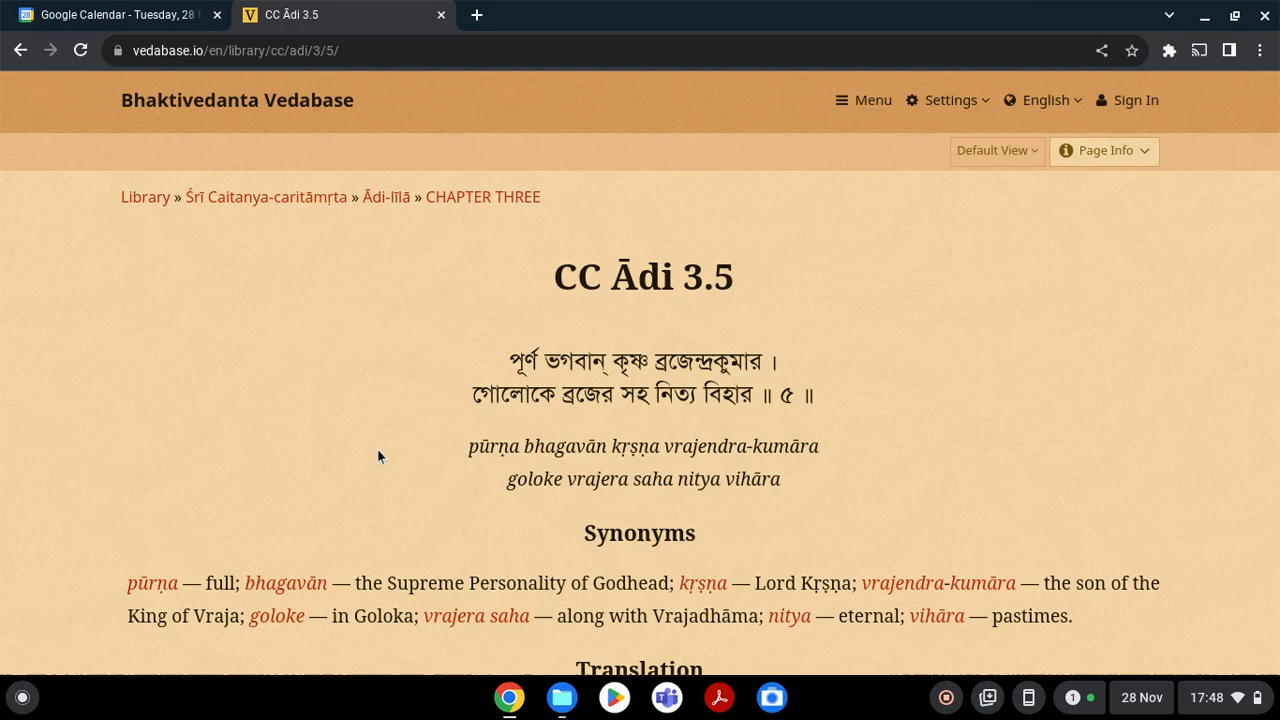 Google Calendar - Tuesday, 28
CC Ādi 3.5
vedabase.io/en/library/cc/adi/3/5/
Bhaktivedanta Vedabase
Menu Settings English Sign In
Default View Page Info
Library » Śrī Caitanya-caritāmṛta » Ādi-līlā » CHAPTER THREE
CC Ādi 3.5
পূর্ণ ভগবান্ কৃষ্ণ ব্রজেন্দ্রকুমার ।
গোলোকে ব্রজের সহ নিত্য বিহার ॥ ৫ ॥
pūrṇa bhagavān kṛṣṇa vrajendra-kumāra
goloke vrajera saha nitya vihāra
Synonyms
pūrṇa — full; bhagavān — the Supreme Personality of Godhead; kṛṣṇa — Lord Kṛṣṇa; vrajendra-kumāra — the son of the
King of Vraja; goloke — in Goloka; vrajera saha — along with Vrajadhāma; nitya — eternal; vihāra — pastimes.
Translation
1 28 Nov 17:48